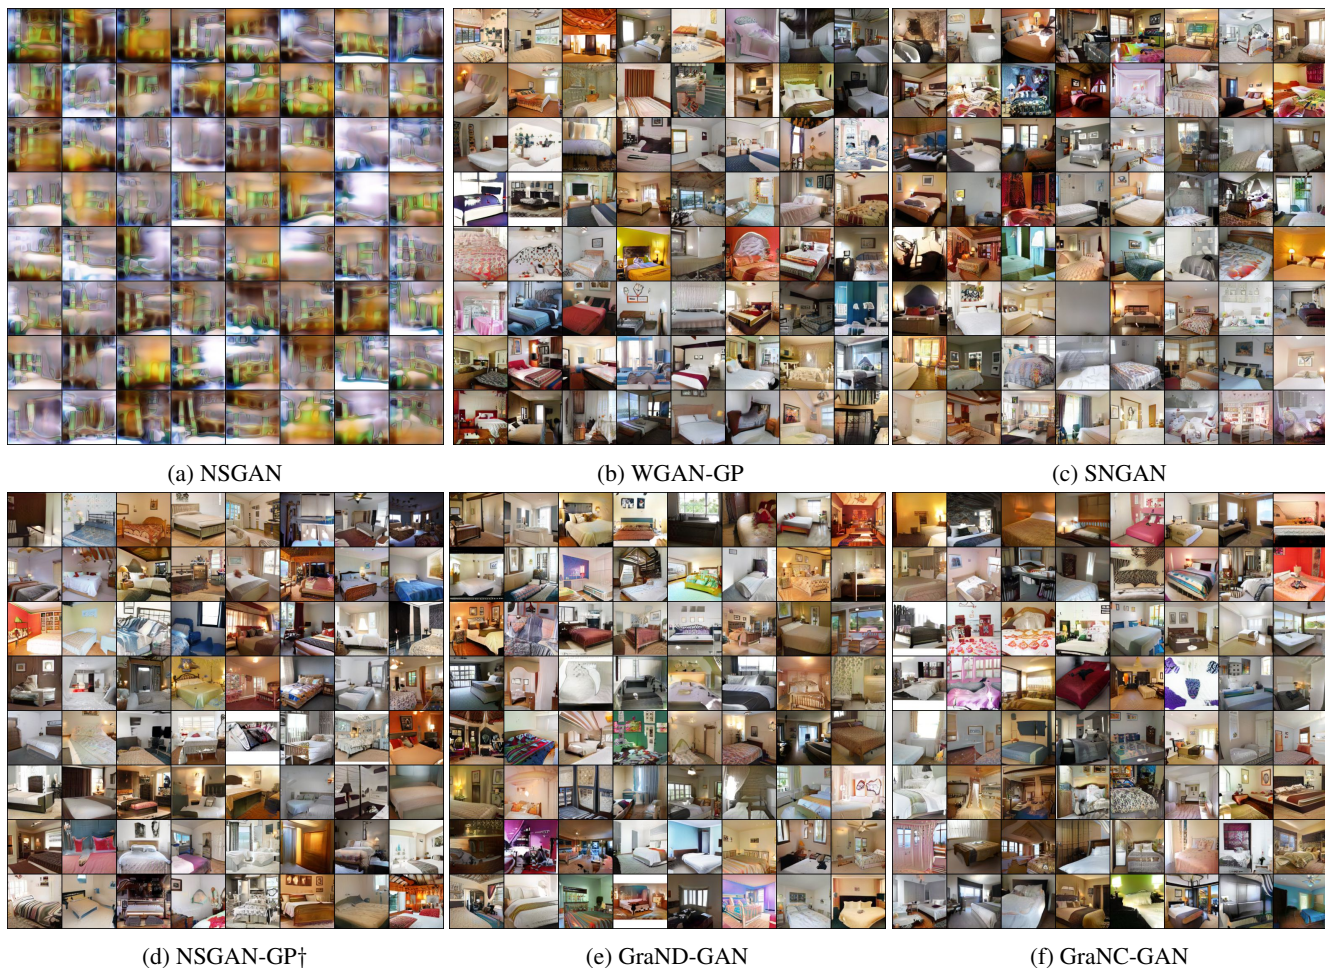 (a) NSGAN
(b) WGAN-GP
(c) SNGAN
(d) NSGAN-GP†
(e) GraND-GAN
(f) GraNC-GAN